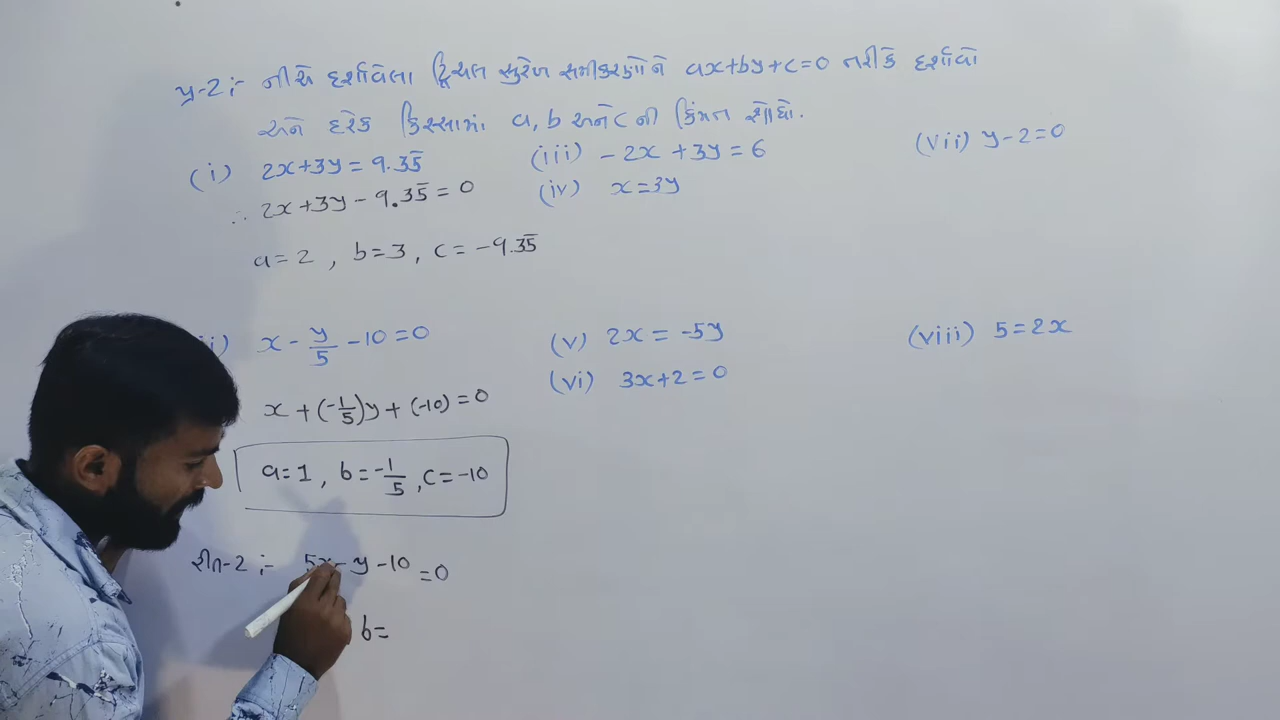 પ્ર-2:- નીચે દર્શાવેલા દ્વિચલ સુરેખ સમીકરણોને ax+by+c=0 તરીકે દર્શાવો
અને દરેક કિસ્સામાં a, b અને c ની કિંમત શોધો.
(i) 2x+3y=9.35̅
∴ 2x+3y-9.35̅=0
a=2, b=3, c=-9.35̅
x-y/5-10=0
x+(-1/5)y+(-10)=0
a=1, b=-1/5, c=-10
રીત-2:- 5x-y-10=0
b=
(iii) -2x+3y=6
(iv) x=3y
(v) 2x=-5y
(vi) 3x+2=0
(vii) y-2=0
(viii) 5=2x